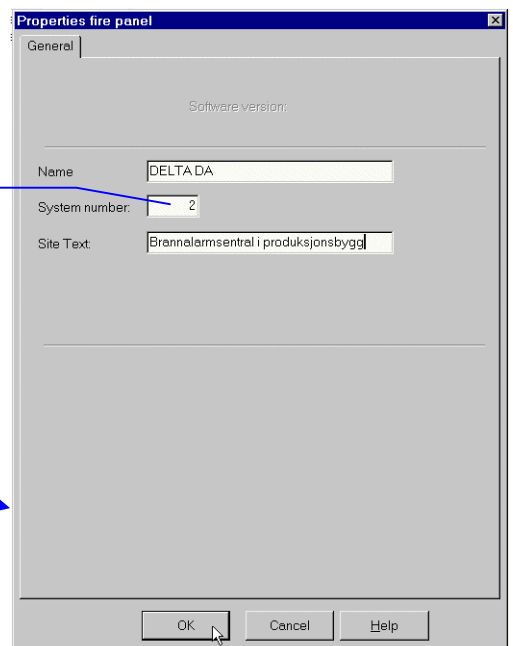 Properties fire panel
General
Software version:
Name DELTA DA
System number: 2
Site Text: Brannalarmsentral i produksjonsbygg
OK Cancel Help